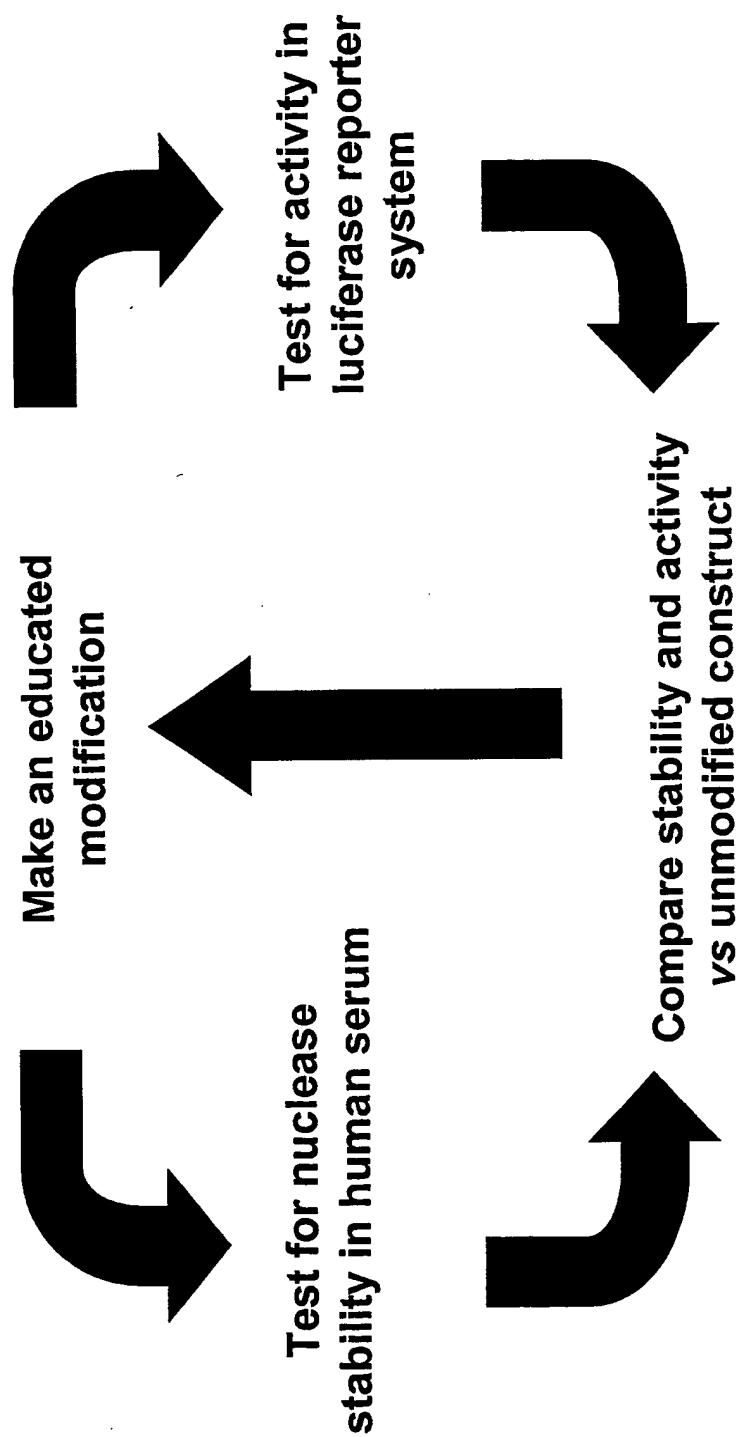 Make an educated
modification
Test for nuclease
stability in human serum
Test for activity in
luciferase reporter
system
Compare stability and activity
vs unmodified construct